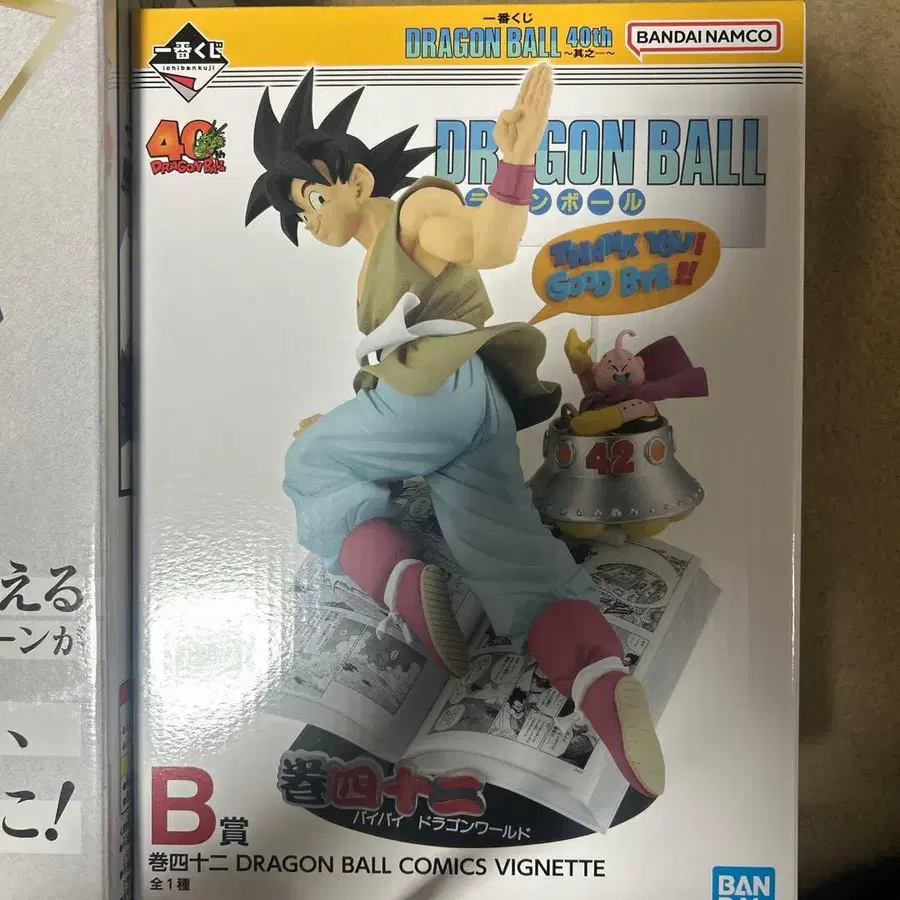 一番くじ
DRAGON BALL 40th
～其之一～
BANDAI NAMCO
一番くじ
ichibankuji
40th
DRAGON BALL
DRAGON BALL
ラ ンボール
THANK YOU!
GOOD BYE!!
42
える
ーンが
、
こ!
巻四十二
バイバイ ドラゴンワールド
B賞
巻四十二 DRAGON BALL COMICS VIGNETTE
全1種
BAN